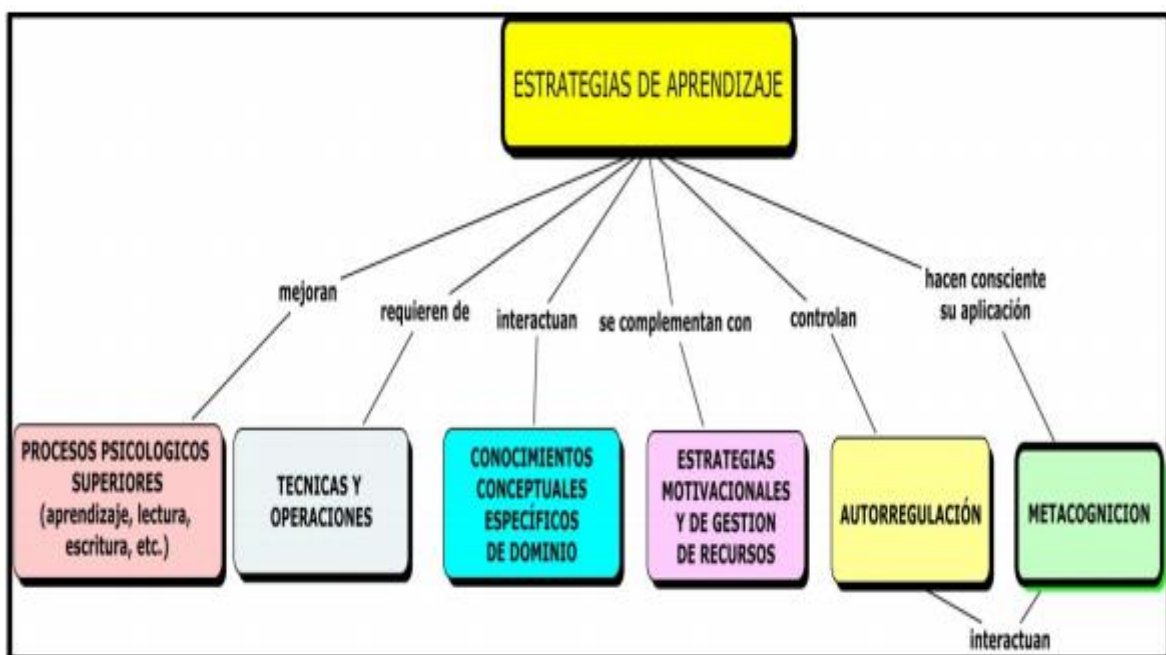 ESTRATEGIAS DE APRENDIZAJE
mejoran
requieren de
interactuan
se complementan con
controlan
hacen consciente
su aplicación
PROCESOS PSICOLOGICOS
SUPERIORES
(aprendizaje, lectura,
escritura, etc.)
TECNICAS Y
OPERACIONES
CONOCIMIENTOS
CONCEPTUALES
ESPECÍFICOS
DE DOMINIO
ESTRATEGIAS
MOTIVACIONALES
Y DE GESTION
DE RECURSOS
AUTORREGULACIÓN
METACOGNICION
interactuan